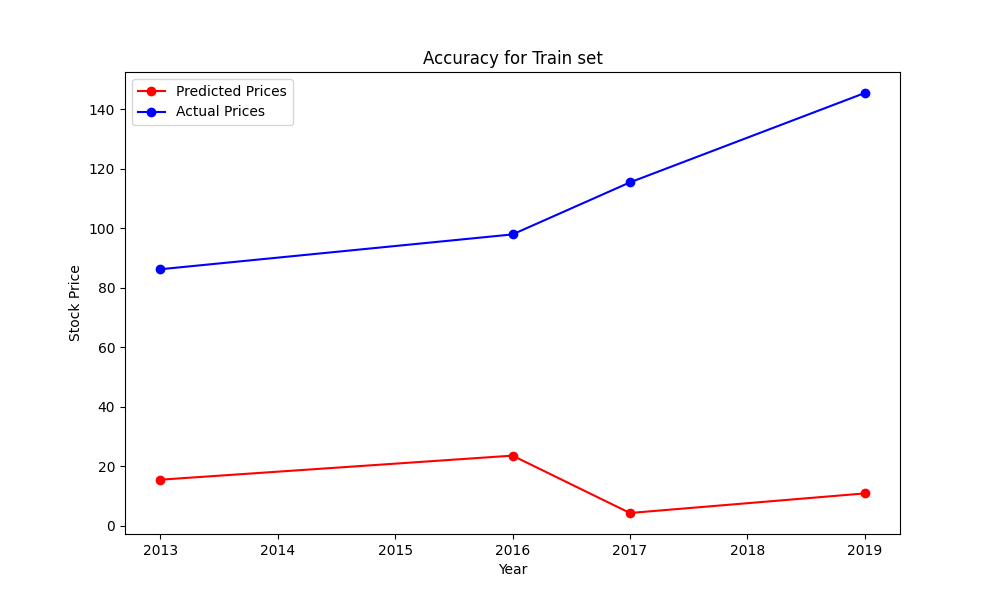 Accuracy for Train set
Predicted Prices
Actual Prices
140
120
100
80
60
40
20
0
Stock Price
2013 2014 2015 2016 2017 2018 2019
Year